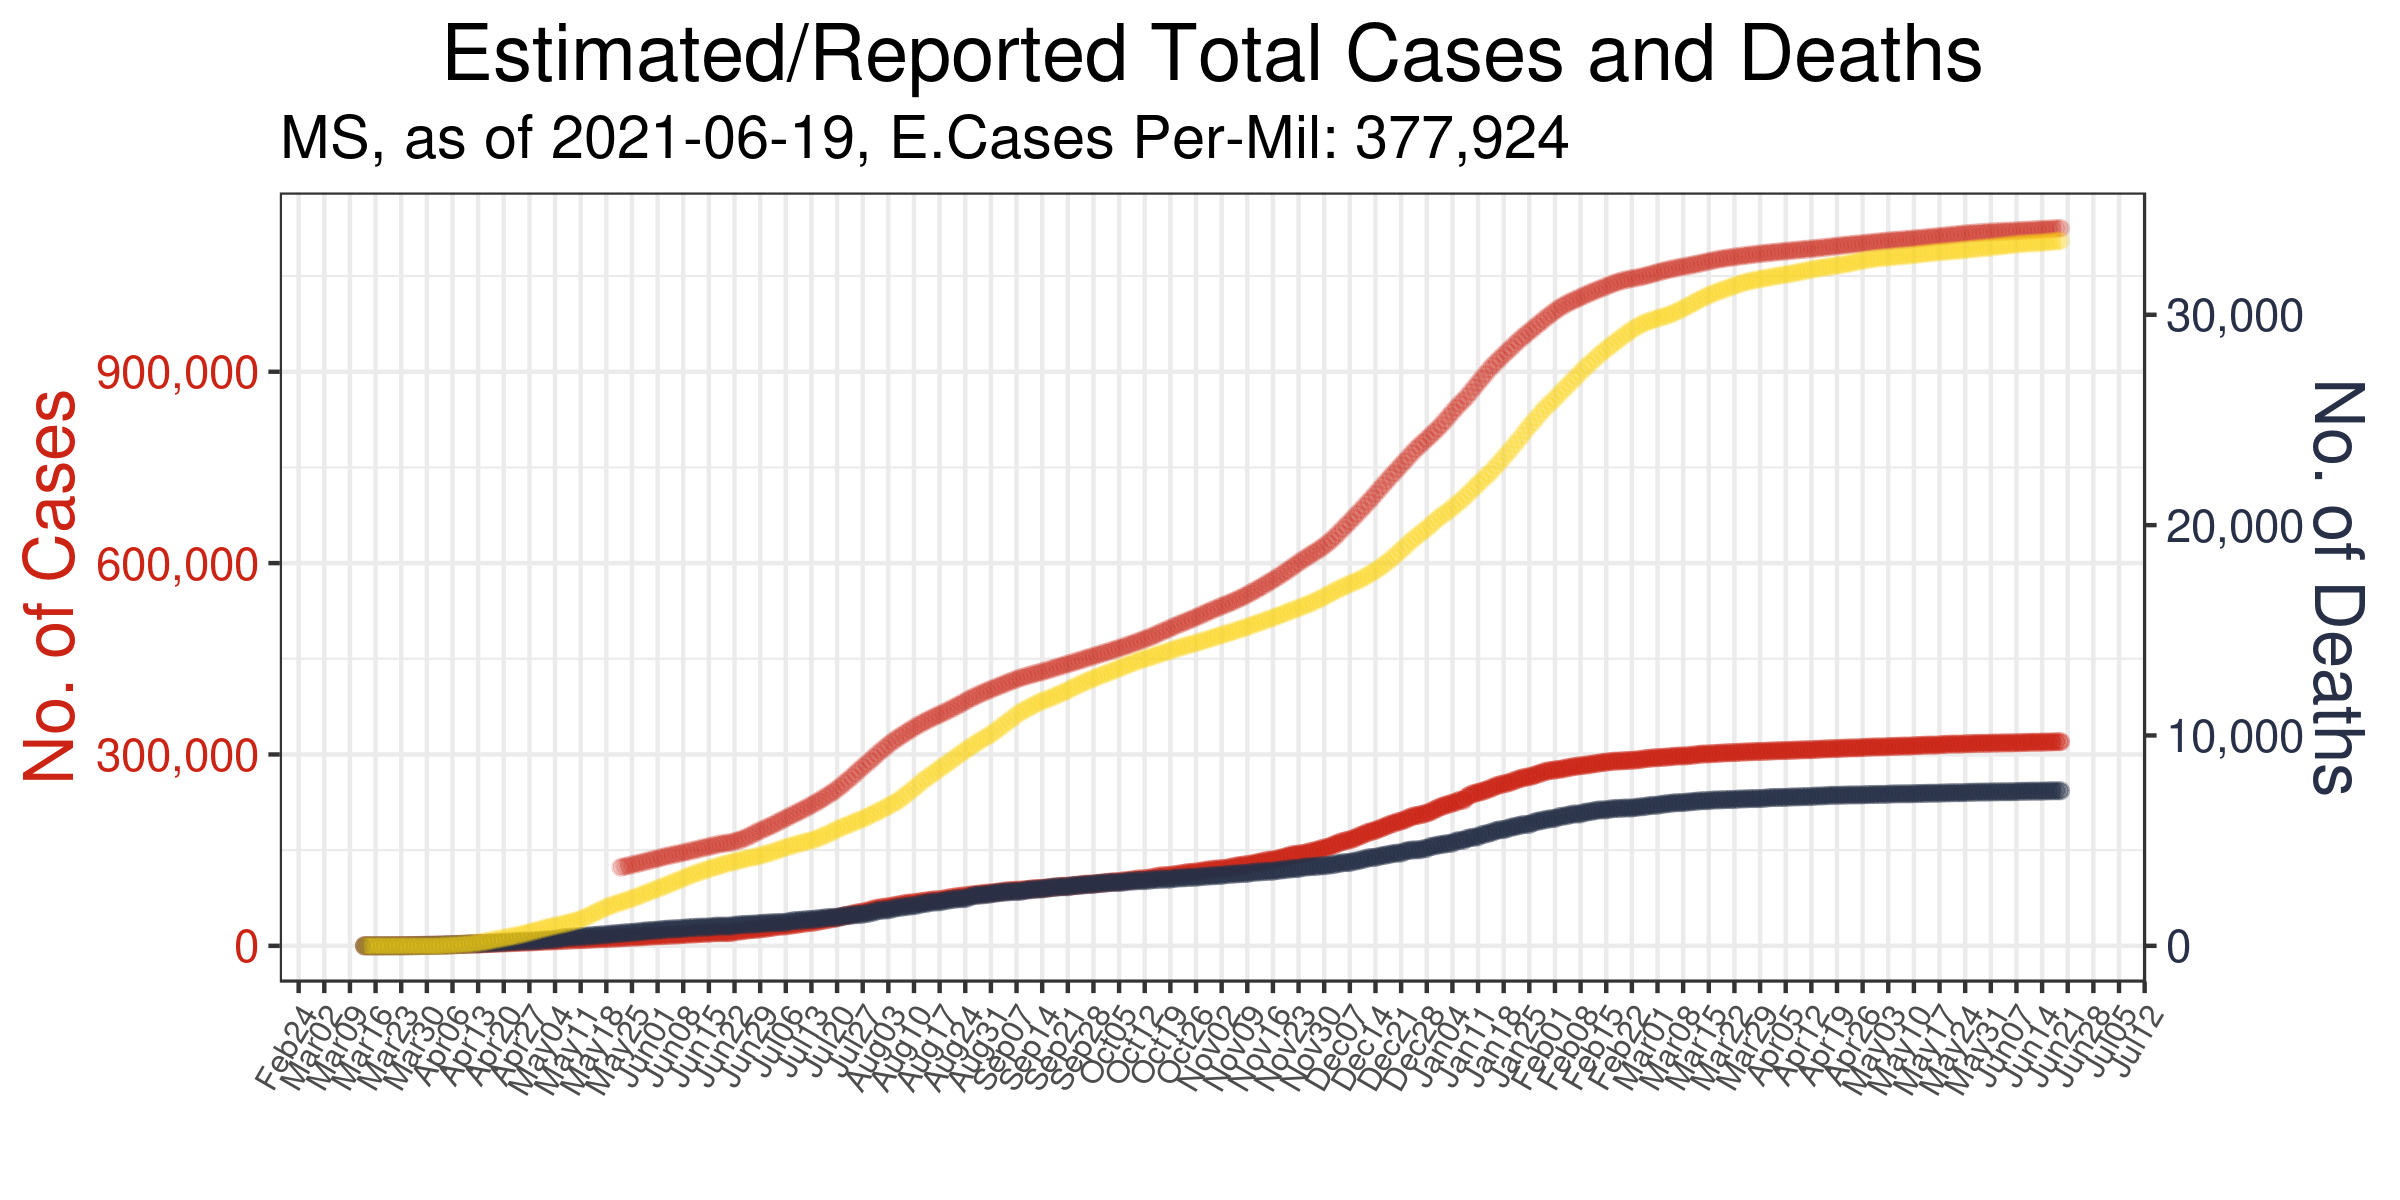 Estimated/Reported Total Cases and Deaths
MS, as of 2021-06-19, E.Cases Per-Mil: 377,924
No. of Cases
900,000
600,000
300,000
0
30,000
20,000
10,000
0
No. of Deaths
Feb24
Mar02
Mar09
Mar16
Mar23
Mar30
Apr06
Apr13
Apr20
Apr27
May04
May11
May18
May25
Jun01
Jun08
Jun15
Jun22
Jun29
Jul06
Jul13
Jul20
Jul27
Aug03
Aug10
Aug17
Aug24
Aug31
Sep07
Sep14
Sep21
Sep28
Oct05
Oct12
Oct19
Oct26
Nov02
Nov09
Nov16
Nov23
Nov30
Dec07
Dec14
Dec21
Dec28
Jan04
Jan11
Jan18
Jan25
Feb01
Feb08
Feb15
Feb22
Mar01
Mar08
Mar15
Mar22
Mar29
Apr05
Apr12
Apr19
Apr26
May03
May10
May17
May24
May31
Jun07
Jun14
Jun21
Jun28
Jul05
Jul12